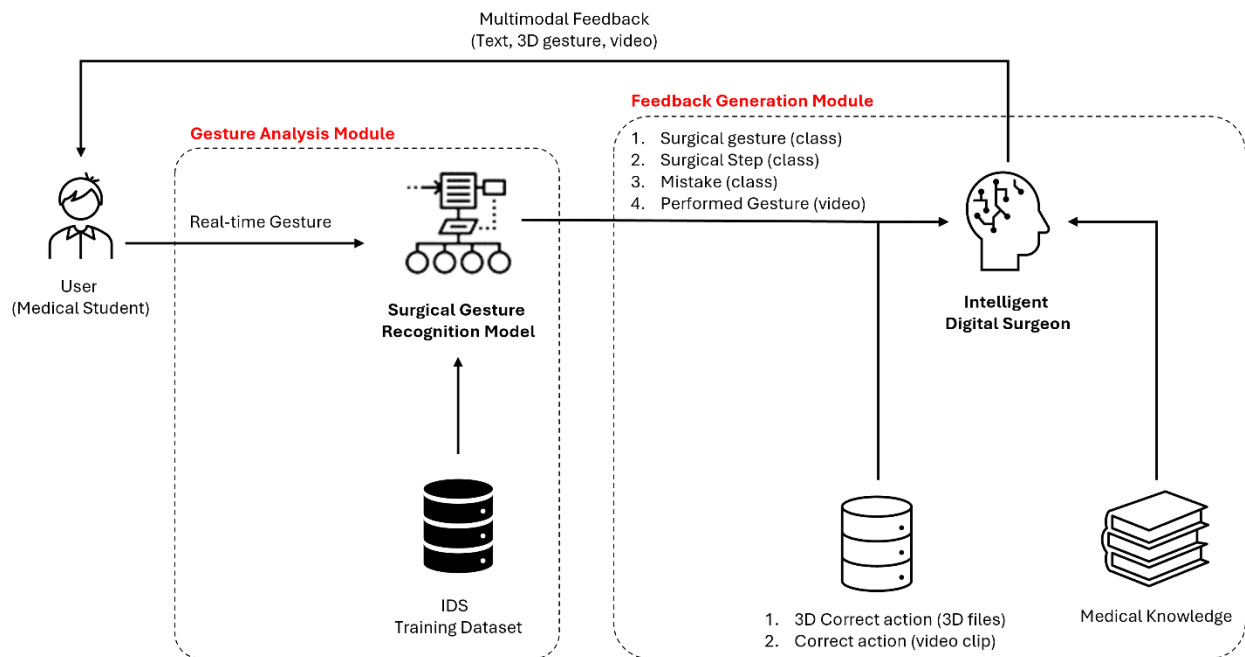 Multimodal Feedback
(Text, 3D gesture, video)
Feedback Generation Module
Gesture Analysis Module
1. Surgical gesture (class)
2. Surgical Step (class)
3. Mistake (class)
4. Performed Gesture (video)
Real-time Gesture
User
(Medical Student)
Surgical Gesture
Recognition Model
Intelligent
Digital Surgeon
IDS
Training Dataset
1. 3D Correct action (3D files)
2. Correct action (video clip)
Medical Knowledge